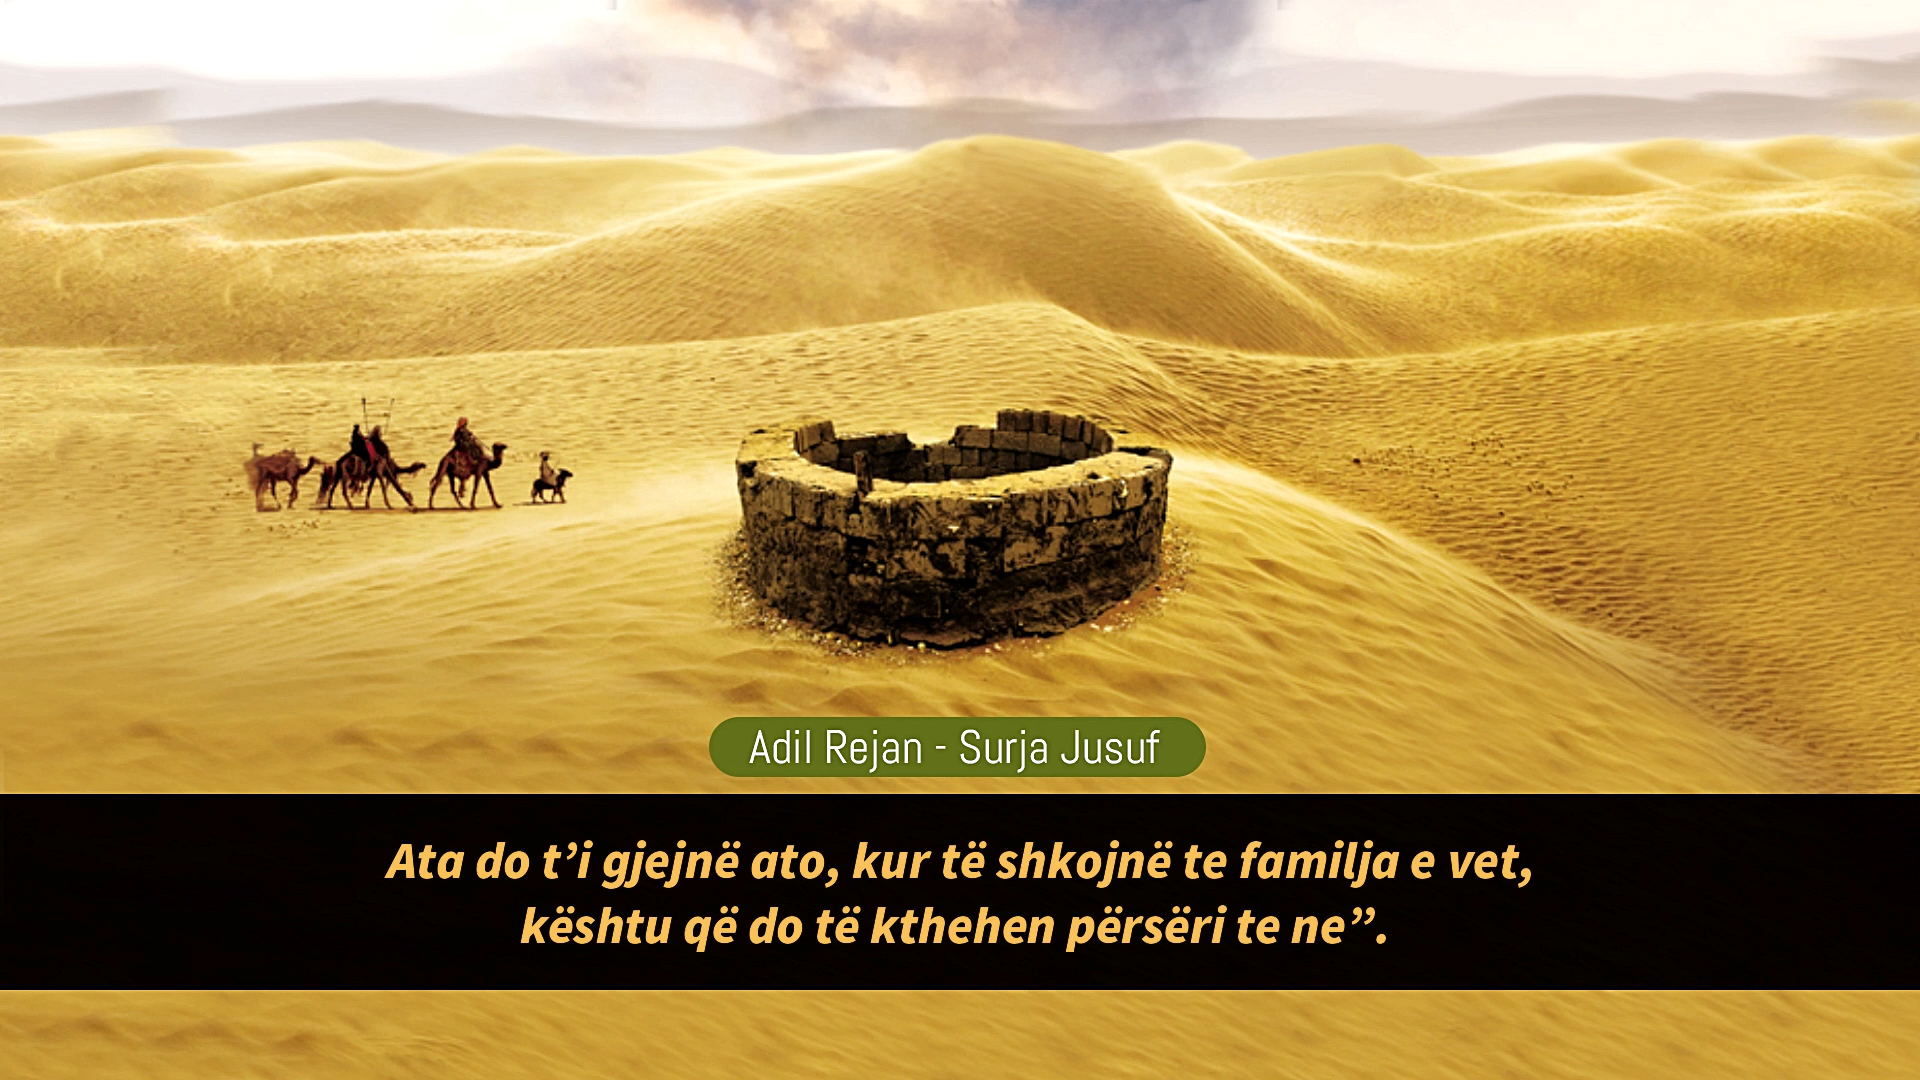 Adil Rejan - Surja Jusuf
Ata do t’i gjejnë ato, kur të shkojnë te familja e vet,
kështu që do të kthehen përsëri te ne”.